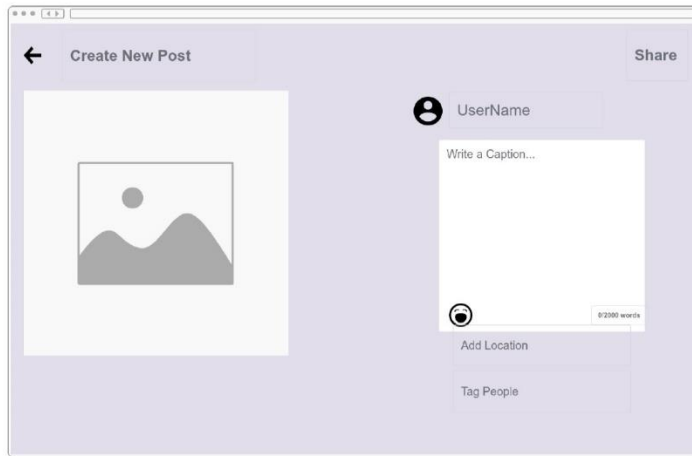 Create New Post
Share
UserName
Write a Caption...
0/2000 words
Add Location
Tag People